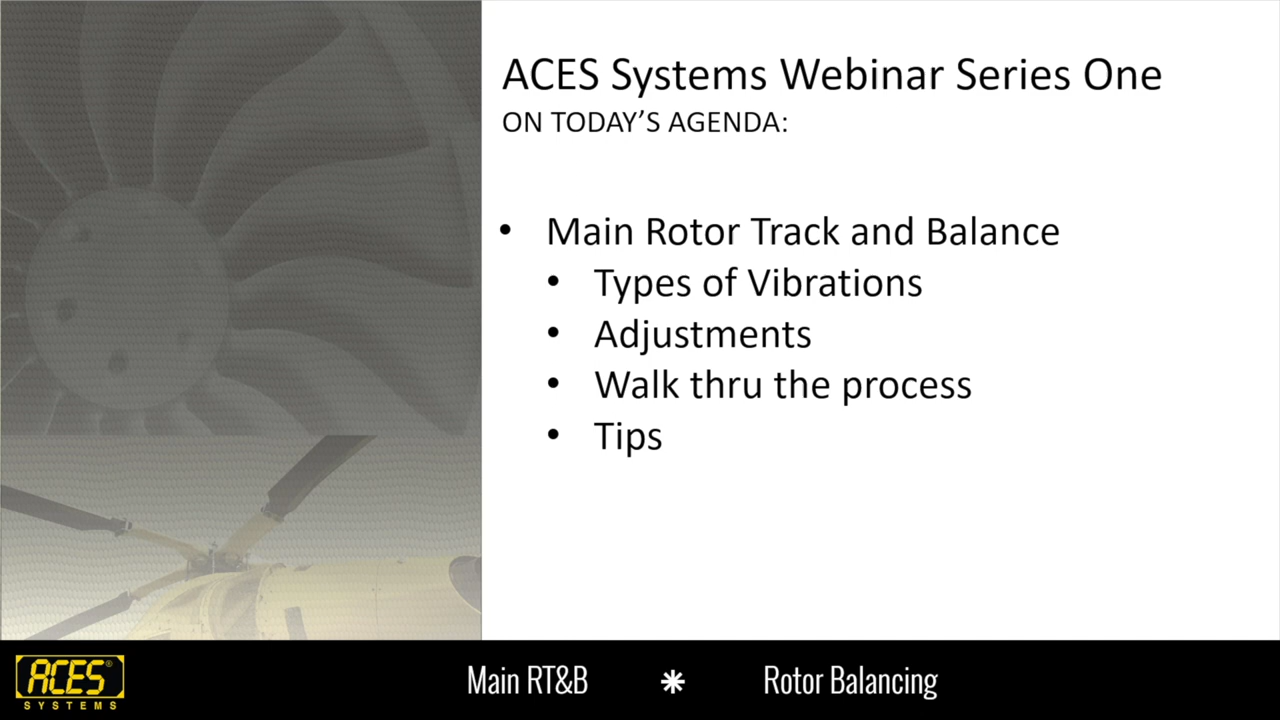 ACES Systems Webinar Series One
ON TODAY’S AGENDA:
• Main Rotor Track and Balance
• Types of Vibrations
• Adjustments
• Walk thru the process
• Tips
ACES®
SYSTEMS
Main RT&B * Rotor Balancing